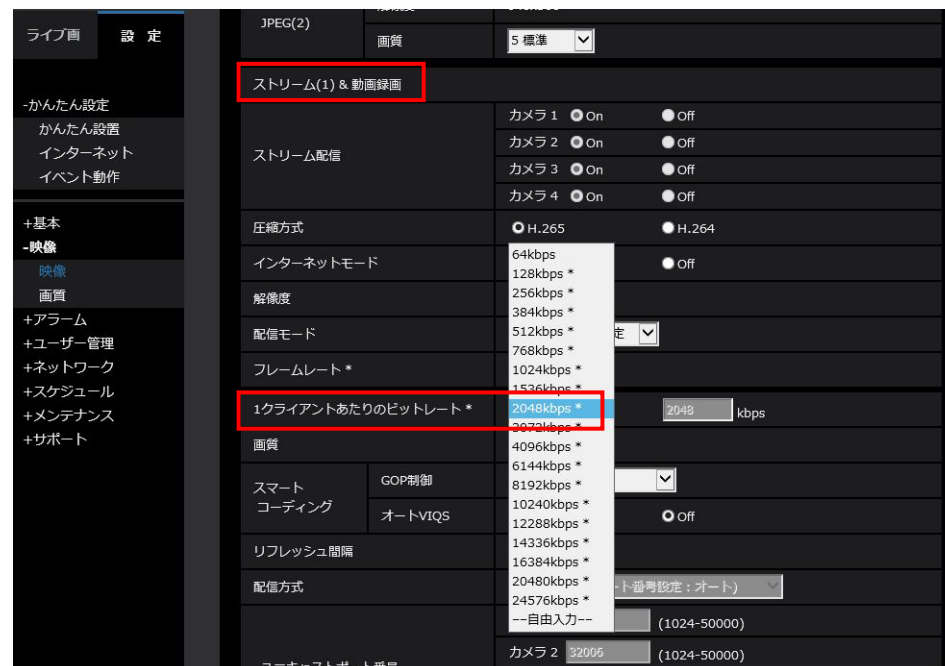 ライブ画 設 定
-かんたん設定
かんたん設置
インターネット
イベント動作
+基本
-映像
映像
画質
+アラーム
+ユーザー管理
+ネットワーク
+スケジュール
+メンテナンス
+サポート
JPEG(2)
画質 5 標準
ストリーム(1) & 動画録画
ストリーム配信
カメラ 1 On Off
カメラ 2 On Off
カメラ 3 On Off
カメラ 4 On Off
圧縮方式 H.265 H.264
インターネットモード Off
解像度
配信モード 定
フレームレート *
1クライアントあたりのビットレート * 2048 kbps
画質
スマート
コーディング
GOP制御
オートVIQS Off
リフレッシュ間隔
配信方式 ート番号設定：オート)
64kbps
128kbps *
256kbps *
384kbps *
512kbps *
768kbps *
1024kbps *
1536kbps *
2048kbps *
3072kbps *
4096kbps *
6144kbps *
8192kbps *
10240kbps *
12288kbps *
14336kbps *
16384kbps *
20480kbps *
24576kbps *
--自由入力--
(1024-50000)
カメラ 2 32006 (1024-50000)